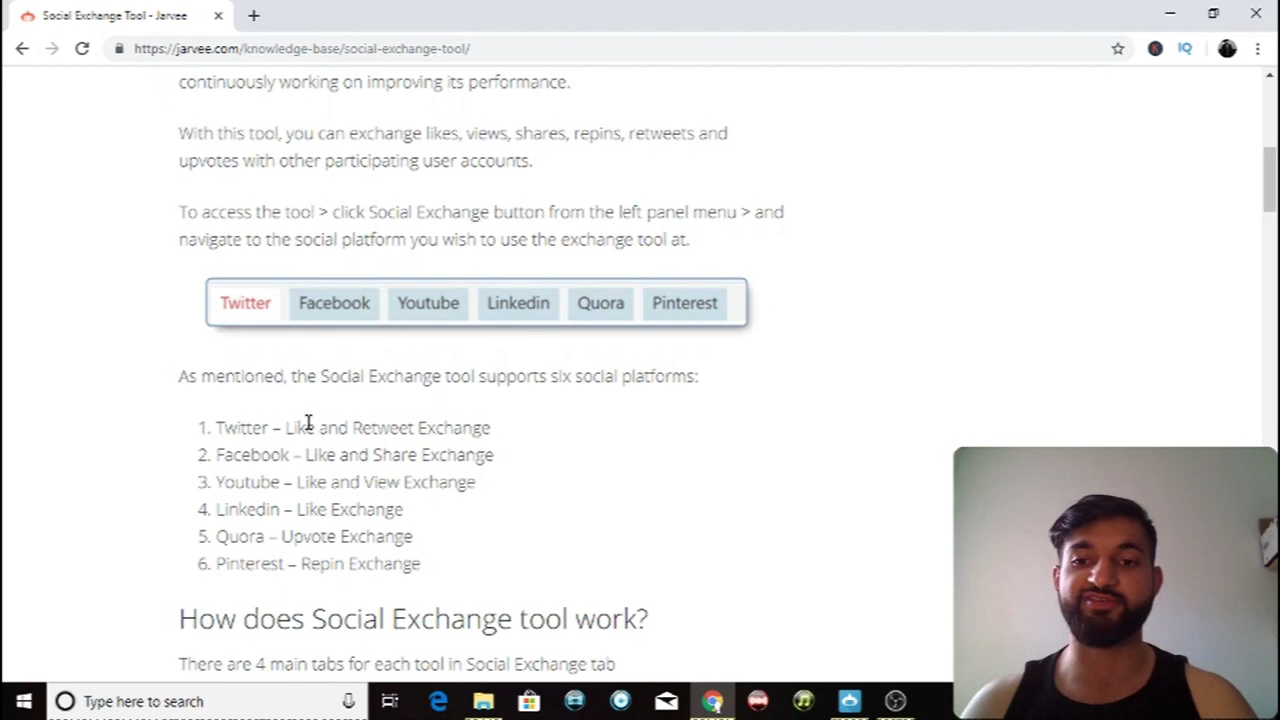 Social Exchange Tool - Jarvee
https://jarvee.com/knowledge-base/social-exchange-tool/
IQ
continuously working on improving its performance.
With this tool, you can exchange likes, views, shares, repins, retweets and
upvotes with other participating user accounts.
To access the tool > click Social Exchange button from the left panel menu > and
navigate to the social platform you wish to use the exchange tool at.
Twitter Facebook Youtube Linkedin Quora Pinterest
As mentioned, the Social Exchange tool supports six social platforms:
1. Twitter – Like and Retweet Exchange
2. Facebook – Like and Share Exchange
3. Youtube – Like and View Exchange
4. Linkedin – Like Exchange
5. Quora – Upvote Exchange
6. Pinterest – Repin Exchange
How does Social Exchange tool work?
There are 4 main tabs for each tool in Social Exchange tab
Type here to search